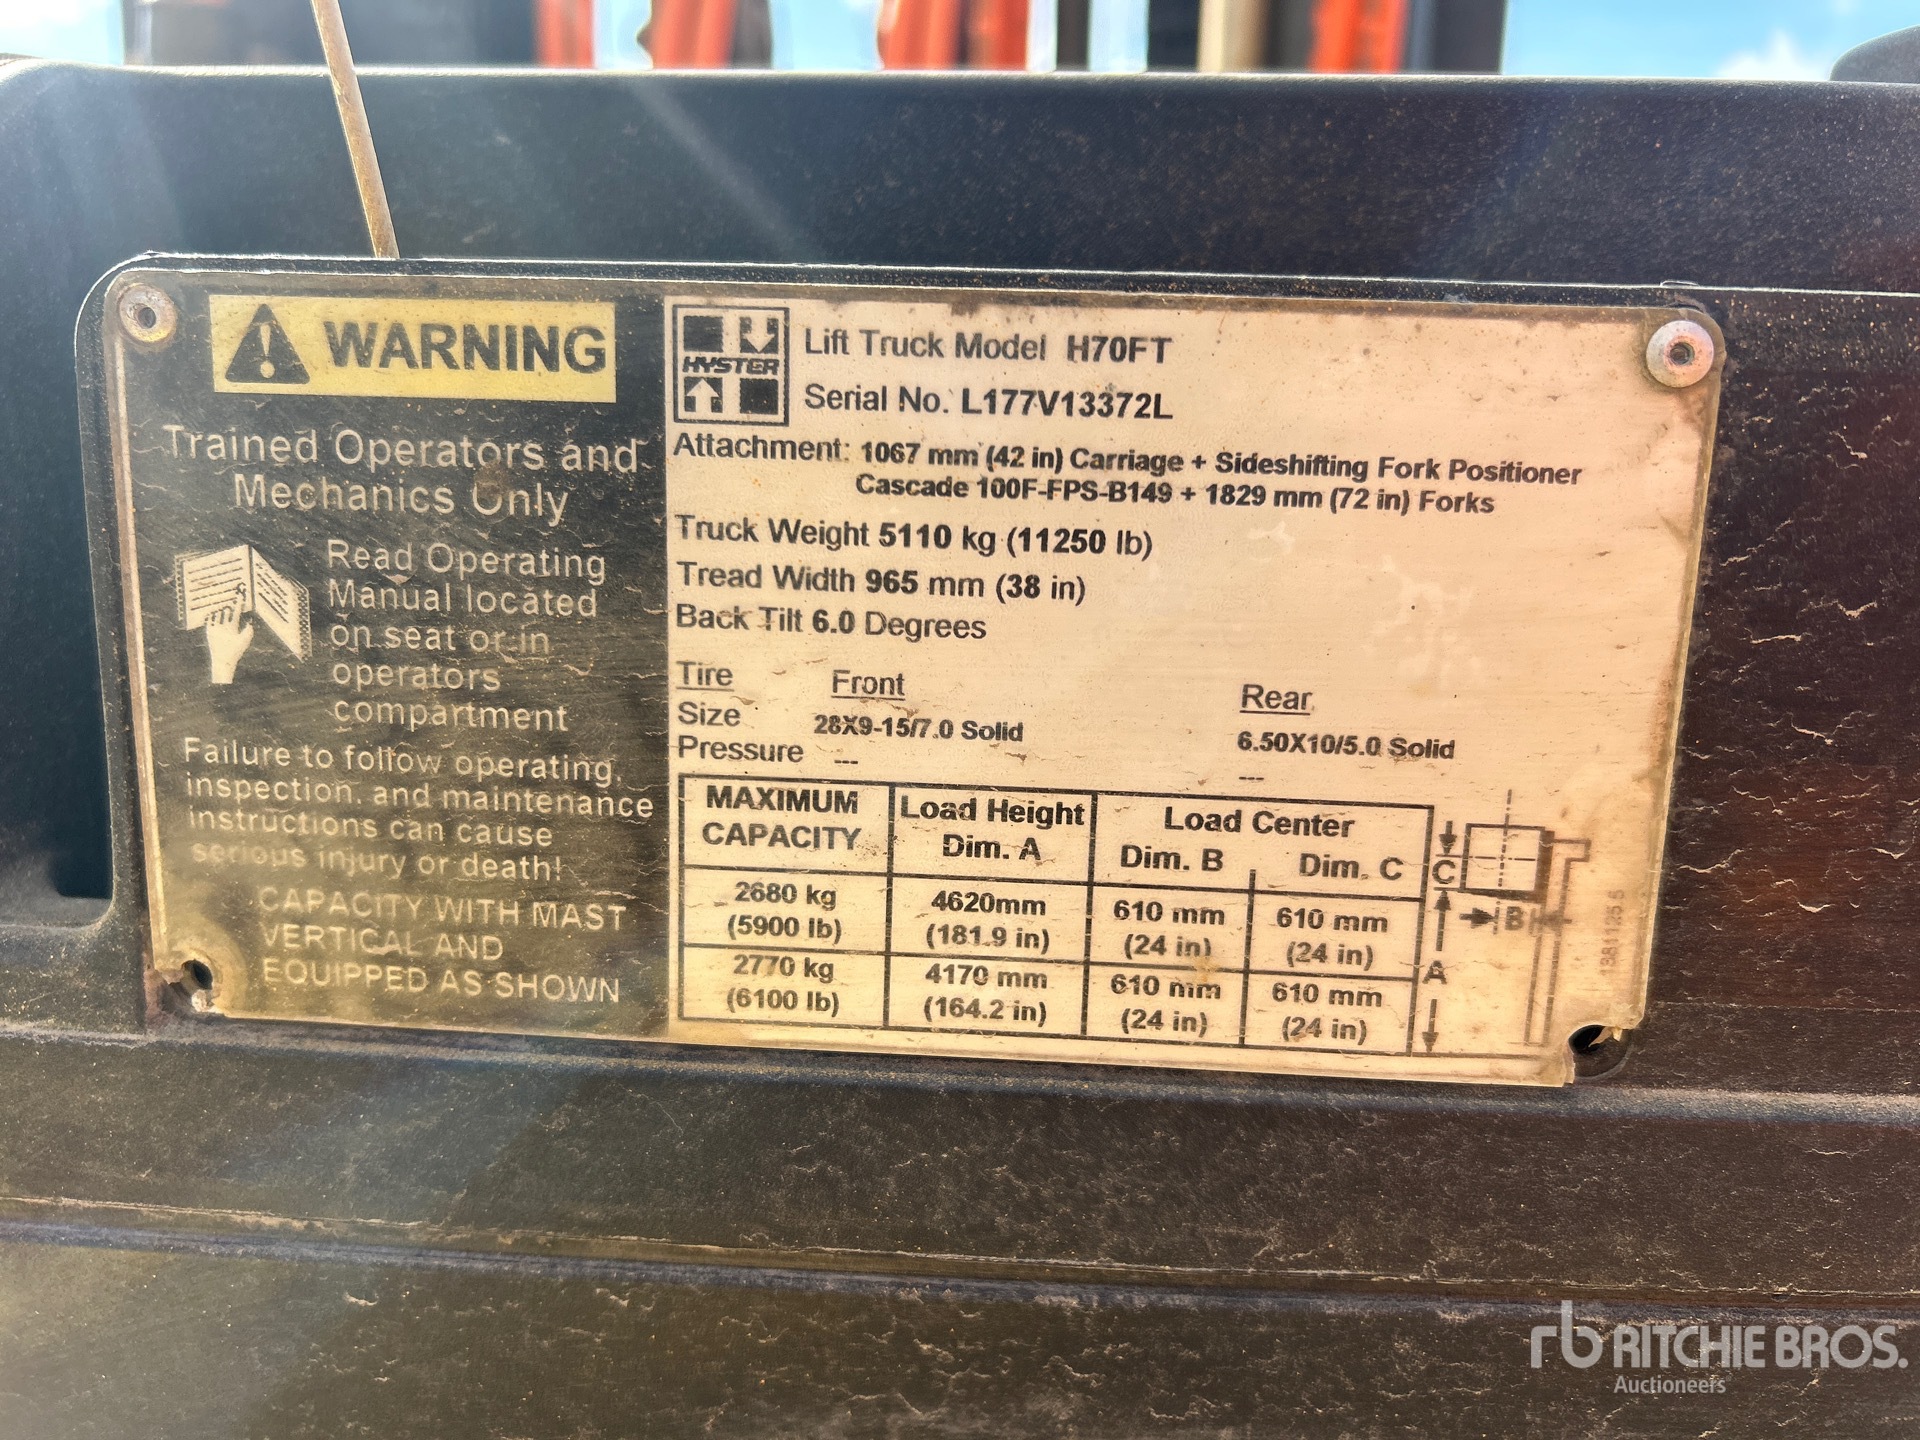 WARNING
Trained Operators and
Mechanics Only
Read Operating
Manual located
on seat or in
operators
compartment
Failure to follow operating,
inspection, and maintenance
instructions can cause
serious injury or death!
CAPACITY WITH MAST
VERTICAL AND
EQUIPPED AS SHOWN
HYSTER
Lift Truck Model H70FT
Serial No. L177V13372L
Attachment: 1067 mm (42 in) Carriage + Sideshifting Fork Positioner
Cascade 100F-FPS-B149 + 1829 mm (72 in) Forks
Truck Weight 5110 kg (11250 lb)
Tread Width 965 mm (38 in)
Back Tilt 6.0 Degrees
Tire Front Rear
Size 28X9-15/7.0 Solid 6.50X10/5.0 Solid
Pressure --- ---
MAXIMUM Load Height Load Center
CAPACITY Dim. A Dim. B Dim. C
2680 kg 4620mm 610 mm 610 mm
(5900 lb) (181.9 in) (24 in) (24 in)
2770 kg 4170 mm 610 mm 610 mm
(6100 lb) (164.2 in) (24 in) (24 in)
C
B
A
rb RITCHIE BROS.
Auctioneers